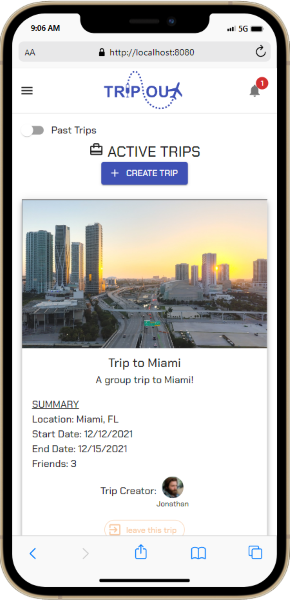 9:06 AM
5G
AA
http://localhost:8080
TRIP OUT
1
Past Trips
ACTIVE TRIPS
+ CREATE TRIP
Trip to Miami
A group trip to Miami!
SUMMARY
Location: Miami, FL
Start Date: 12/12/2021
End Date: 12/15/2021
Friends: 3
Trip Creator:
Jonathan
leave this trip